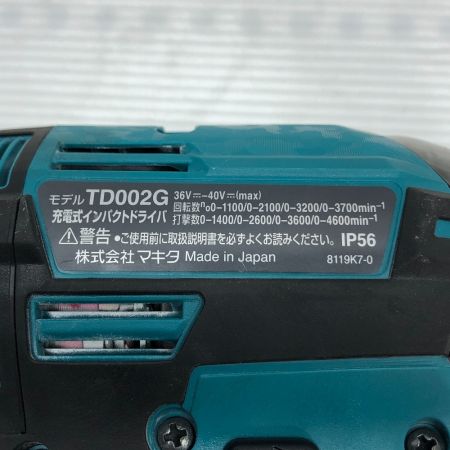 モデル TD002G 36V⎓-40V⎓(max)
充電式インパクトドライバ 回転数n₀0-1100/0-2100/0-3200/0-3700min⁻¹
打撃数0-1400/0-2600/0-3600/0-4600min⁻¹
⚠警告 •ご使用前に取扱説明書を必ずよくお読みください。 IP56
株式会社 マキタ Made in Japan 8119K7-0